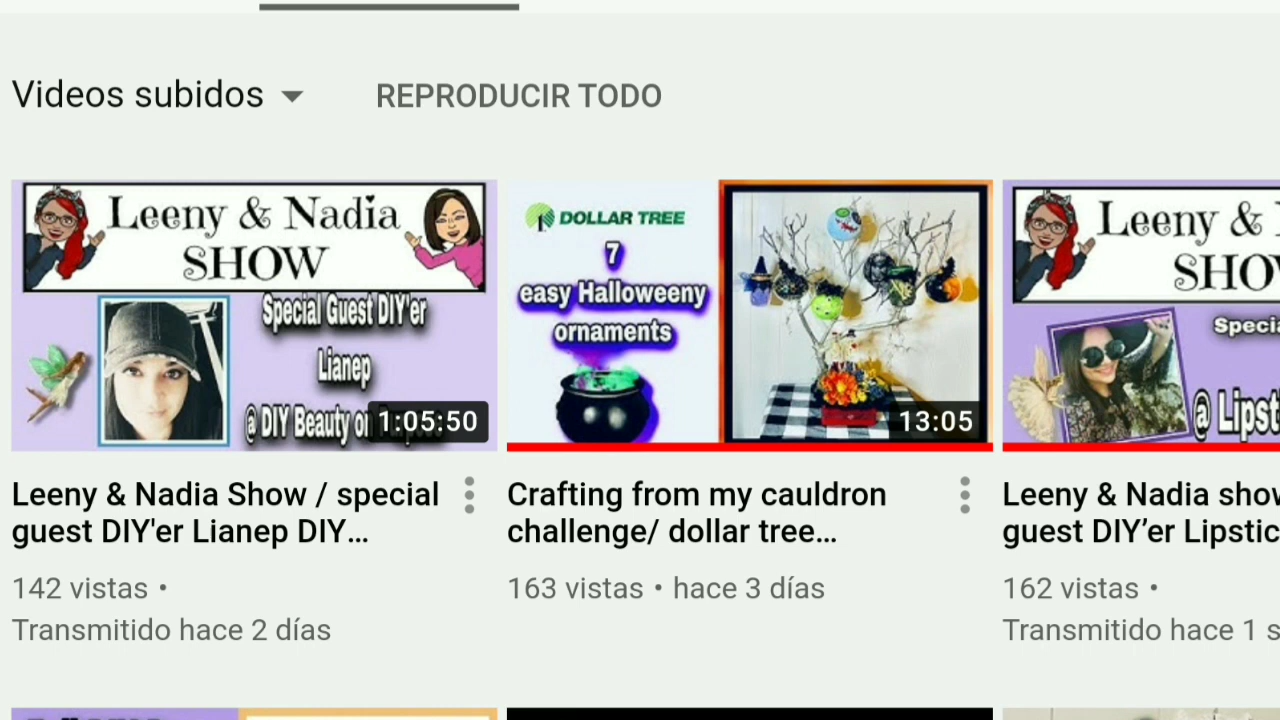 Videos subidos
REPRODUCIR TODO
Leeny & Nadia
SHOW
Special Guest DIY'er
Lianep
@ DIY Beauty on
1:05:50
DOLLAR TREE
7
easy Halloweeny
ornaments
13:05
Leeny &
SHO
Specia
@ Lipst
Leeny & Nadia Show / special
guest DIY'er Lianep DIY...
142 vistas •
Transmitido hace 2 días
Crafting from my cauldron
challenge/ dollar tree...
163 vistas • hace 3 días
Leeny & Nadia show
guest DIY’er Lipstic
162 vistas •
Transmitido hace 1 s